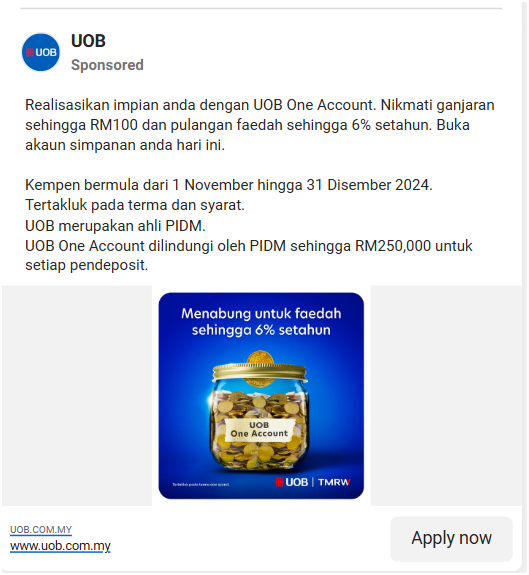 UOB
UOB
Sponsored
Realisasikan impian anda dengan UOB One Account. Nikmati ganjaran
sehingga RM100 dan pulangan faedah sehingga 6% setahun. Buka
akaun simpanan anda hari ini.
Kempen bermula dari 1 November hingga 31 Disember 2024.
Tertakluk pada terma dan syarat.
UOB merupakan ahli PIDM.
UOB One Account dilindungi oleh PIDM sehingga RM250,000 untuk
setiap pendeposit.
Menabung untuk faedah
sehingga 6% setahun
UOB
One Account
Tertakluk pada terma dan syarat.
UOB | TMRW
UOB.COM.MY
www.uob.com.my
Apply now